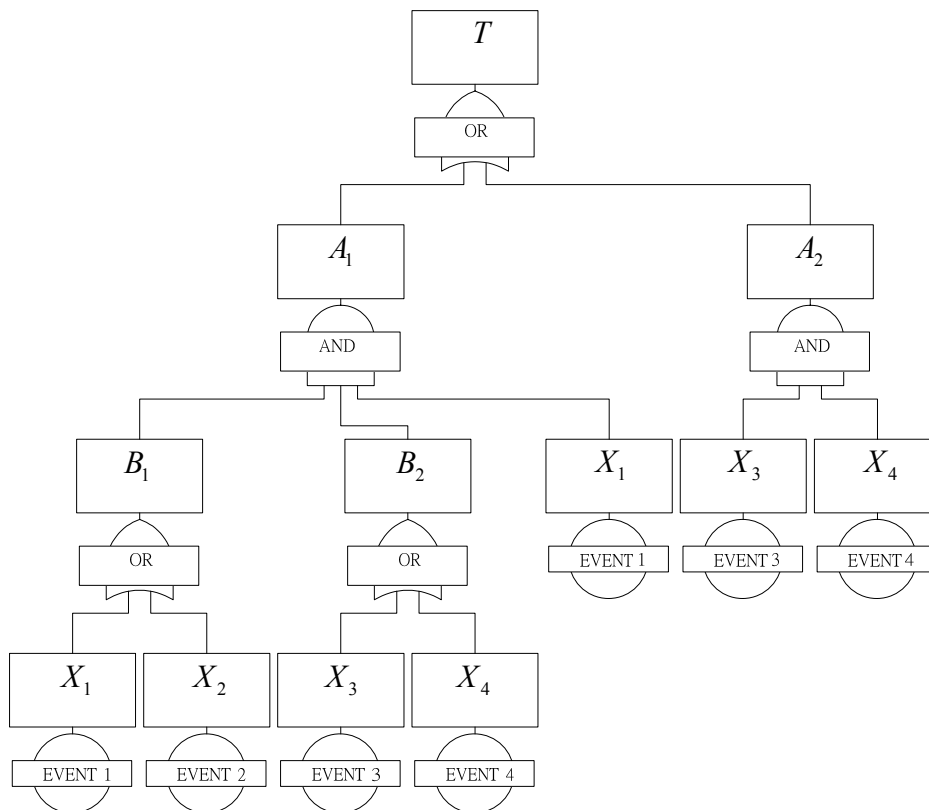 T
OR
A₁ A₂
AND AND
B₁ B₂ X₁ X₃ X₄
OR OR EVENT 1 EVENT 3 EVENT 4
X₁ X₂ X₃ X₄
EVENT 1 EVENT 2 EVENT 3 EVENT 4